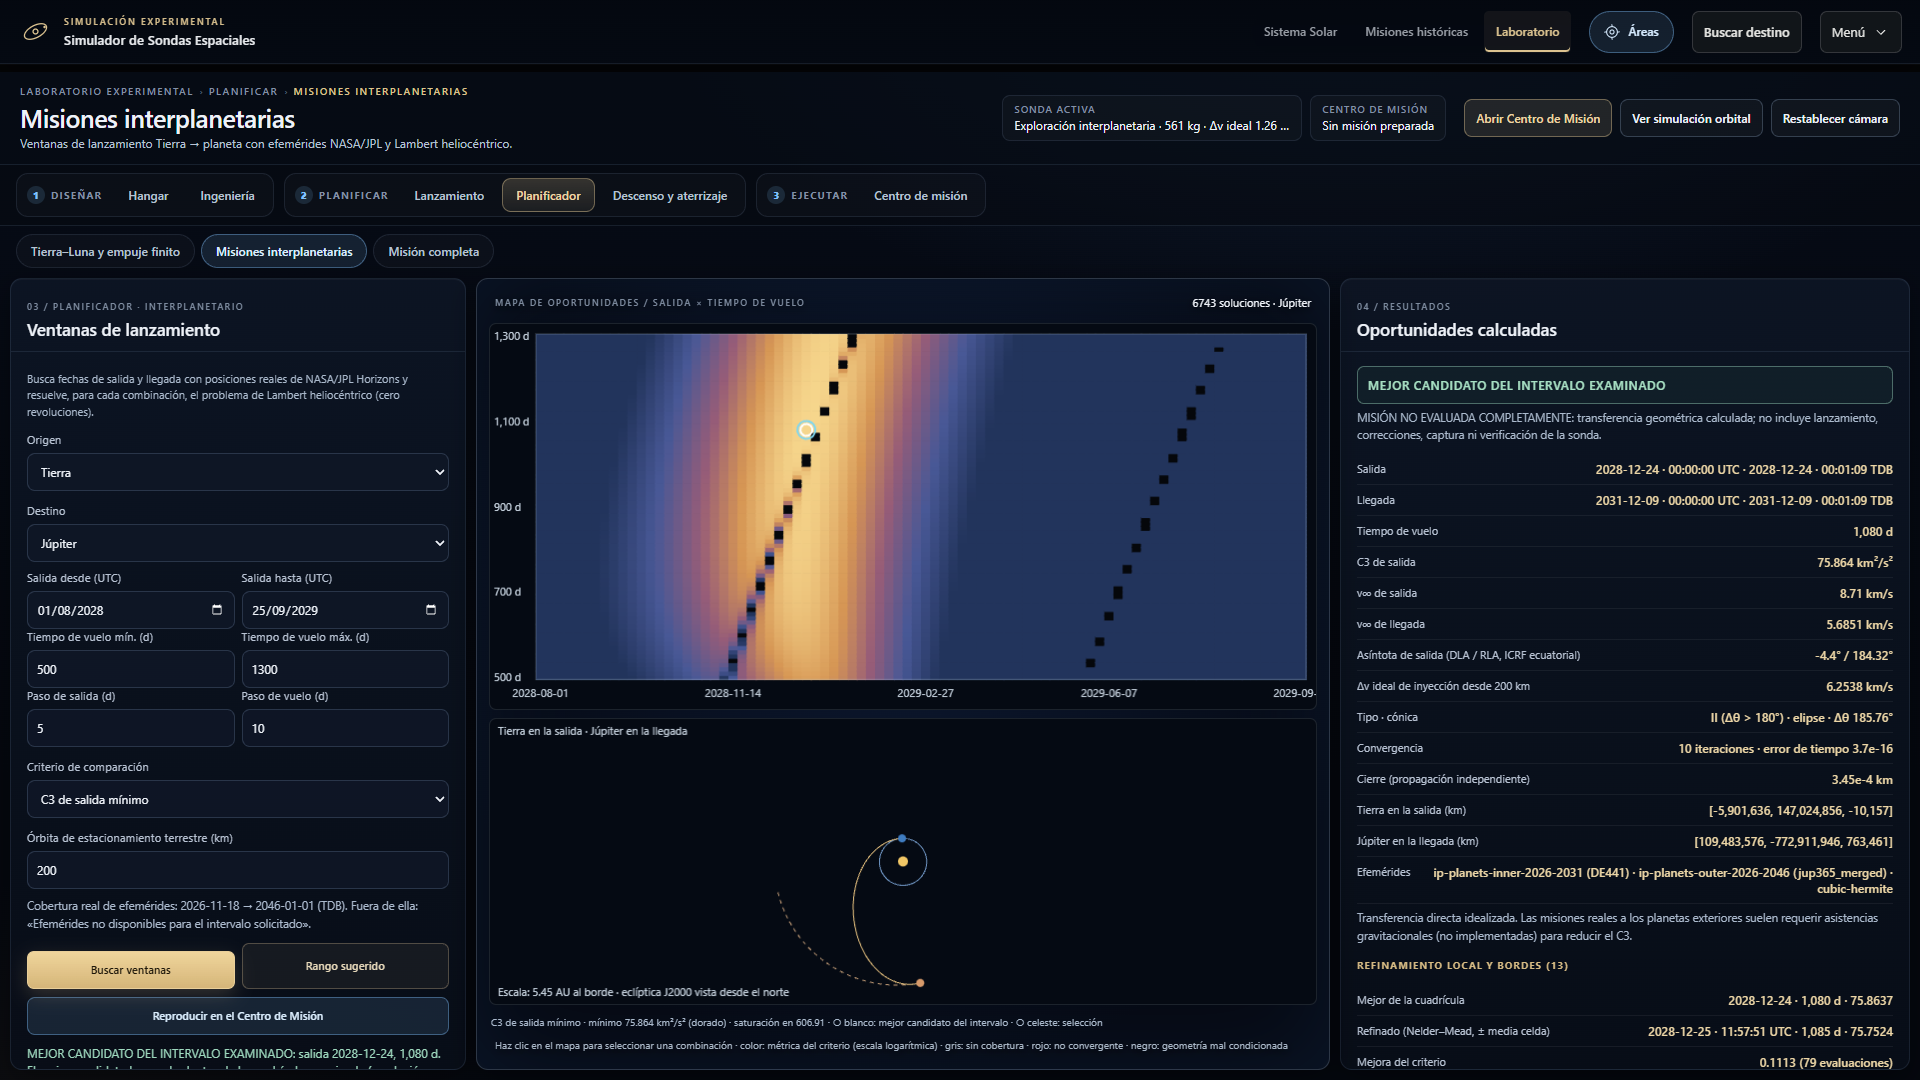 SIMULACIÓN EXPERIMENTAL
Simulador de Sondas Espaciales
Sistema Solar
Misiones históricas
Laboratorio
Áreas
Buscar destino
Menú
LABORATORIO EXPERIMENTAL › PLANIFICAR › MISIONES INTERPLANETARIAS
Misiones interplanetarias
Ventanas de lanzamiento Tierra → planeta con efemérides NASA/JPL y Lambert heliocéntrico.
SONDA ACTIVA
Exploración interplanetaria · 561 kg · Δv ideal 1.26 ...
CENTRO DE MISIÓN
Sin misión preparada
Abrir Centro de Misión
Ver simulación orbital
Restablecer cámara
1 DISEÑAR Hangar Ingeniería
2 PLANIFICAR Lanzamiento Planificador Descenso y aterrizaje
3 EJECUTAR Centro de misión
Tierra–Luna y empuje finito
Misiones interplanetarias
Misión completa
03 / PLANIFICADOR · INTERPLANETARIO
Ventanas de lanzamiento
Busca fechas de salida y llegada con posiciones reales de NASA/JPL Horizons y
resuelve, para cada combinación, el problema de Lambert heliocéntrico (cero
revoluciones).
Origen
Tierra
Destino
Júpiter
Salida desde (UTC) Salida hasta (UTC)
01/08/2028 25/09/2029
Tiempo de vuelo mín. (d) Tiempo de vuelo máx. (d)
500 1300
Paso de salida (d) Paso de vuelo (d)
5 10
Criterio de comparación
C3 de salida mínimo
Órbita de estacionamiento terrestre (km)
200
Cobertura real de efemérides: 2026-11-18 → 2046-01-01 (TDB). Fuera de ella:
«Efemérides no disponibles para el intervalo solicitado».
Buscar ventanas
Rango sugerido
Reproducir en el Centro de Misión
MEJOR CANDIDATO DEL INTERVALO EXAMINADO: salida 2028-12-24, 1,080 d.
MAPA DE OPORTUNIDADES / SALIDA × TIEMPO DE VUELO
6743 soluciones · Júpiter
1,300 d
1,100 d
900 d
700 d
500 d
2028-08-01 2028-11-14 2029-02-27 2029-06-07 2029-09-
Tierra en la salida · Júpiter en la llegada
Escala: 5.45 AU al borde · eclíptica J2000 vista desde el norte
C3 de salida mínimo · mínimo 75.864 km²/s² (dorado) · saturación en 606.91 · O blanco: mejor candidato del intervalo · O celeste: selección
Haz clic en el mapa para seleccionar una combinación · color: métrica del criterio (escala logarítmica) · gris: sin cobertura · rojo: no convergente · negro: geometría mal condicionada
04 / RESULTADOS
Oportunidades calculadas
MEJOR CANDIDATO DEL INTERVALO EXAMINADO
MISIÓN NO EVALUADA COMPLETAMENTE: transferencia geométrica calculada; no incluye lanzamiento,
correcciones, captura ni verificación de la sonda.
Salida 2028-12-24 · 00:00:00 UTC · 2028-12-24 · 00:01:09 TDB
Llegada 2031-12-09 · 00:00:00 UTC · 2031-12-09 · 00:01:09 TDB
Tiempo de vuelo 1,080 d
C3 de salida 75.864 km²/s²
v∞ de salida 8.71 km/s
v∞ de llegada 5.6851 km/s
Asíntota de salida (DLA / RLA, ICRF ecuatorial) -4.4° / 184.32°
Δv ideal de inyección desde 200 km 6.2538 km/s
Tipo · cónica II (Δθ > 180°) · elipse · Δθ 185.76°
Convergencia 10 iteraciones · error de tiempo 3.7e-16
Cierre (propagación independiente) 3.45e-4 km
Tierra en la salida (km) [-5,901,636, 147,024,856, -10,157]
Júpiter en la llegada (km) [109,483,576, -772,911,946, 763,461]
Efemérides ip-planets-inner-2026-2031 (DE441) · ip-planets-outer-2026-2046 (jup365_merged) ·
cubic-hermite
Transferencia directa idealizada. Las misiones reales a los planetas exteriores suelen requerir asistencias
gravitacionales (no implementadas) para reducir el C3.
REFINAMIENTO LOCAL Y BORDES (13)
Mejor de la cuadrícula 2028-12-24 · 1,080 d · 75.8637
Refinado (Nelder–Mead, ± media celda) 2028-12-25 · 11:57:51 UTC · 1,085 d · 75.7524
Mejora del criterio 0.1113 (79 evaluaciones)